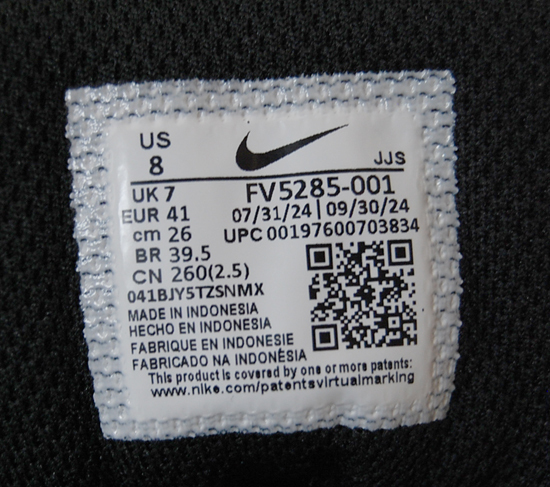 US
8
JJS
UK 7
FV5285-001
EUR 41
07/31/24 | 09/30/24
cm 26
UPC 00197600703834
BR 39.5
CN 260(2.5)
041BJY5TZSNMX
MADE IN INDONESIA
HECHO EN INDONESIA
FABRIQUE EN INDONESIE
FABRICADO NA INDONÈSIA
This product is covered by one or more patents:
www.nike.com/patentsvirtualmarking